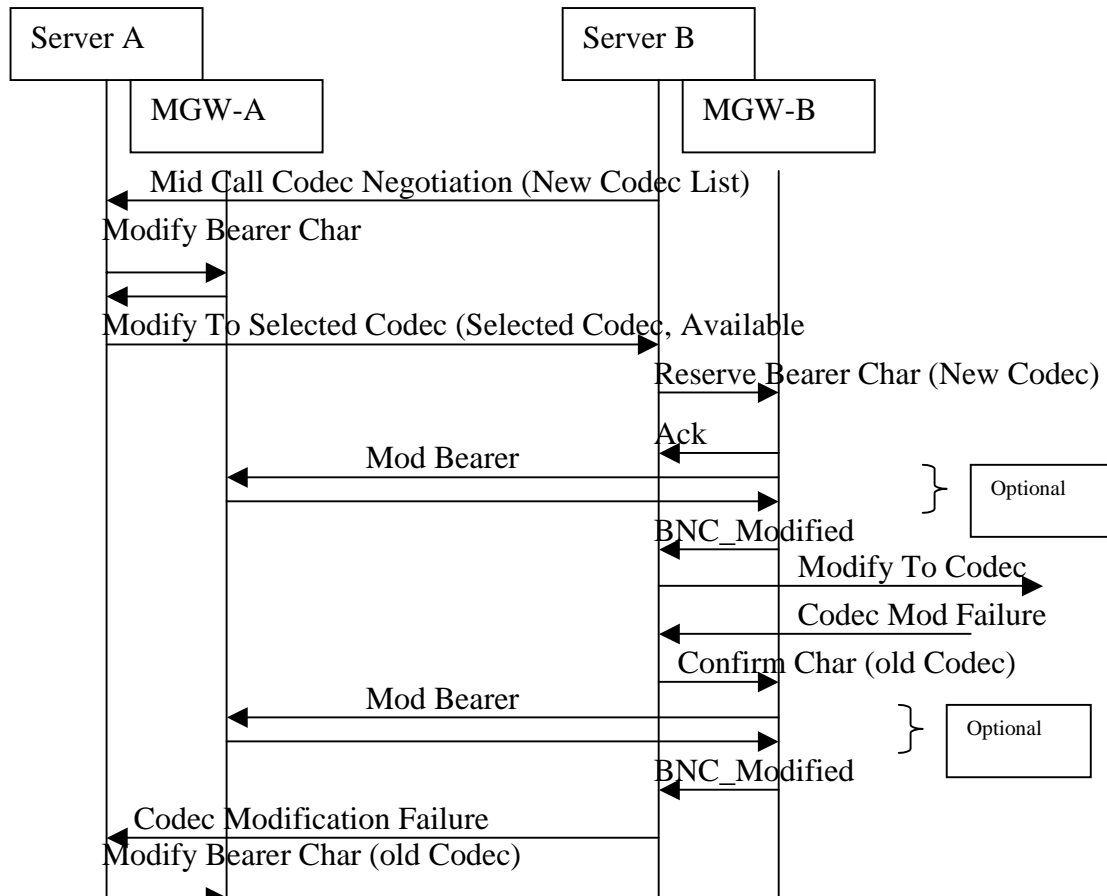 Server A
Server B
MGW-A
MGW-B
Mid Call Codec Negotiation (New Codec List)
Modify Bearer Char
Modify To Selected Codec (Selected Codec, Available
Reserve Bearer Char (New Codec)
Ack
Mod Bearer
Optional
BNC_Modified
Modify To Codec
Codec Mod Failure
Confirm Char (old Codec)
Mod Bearer
Optional
BNC_Modified
Codec Modification Failure
Modify Bearer Char (old Codec)